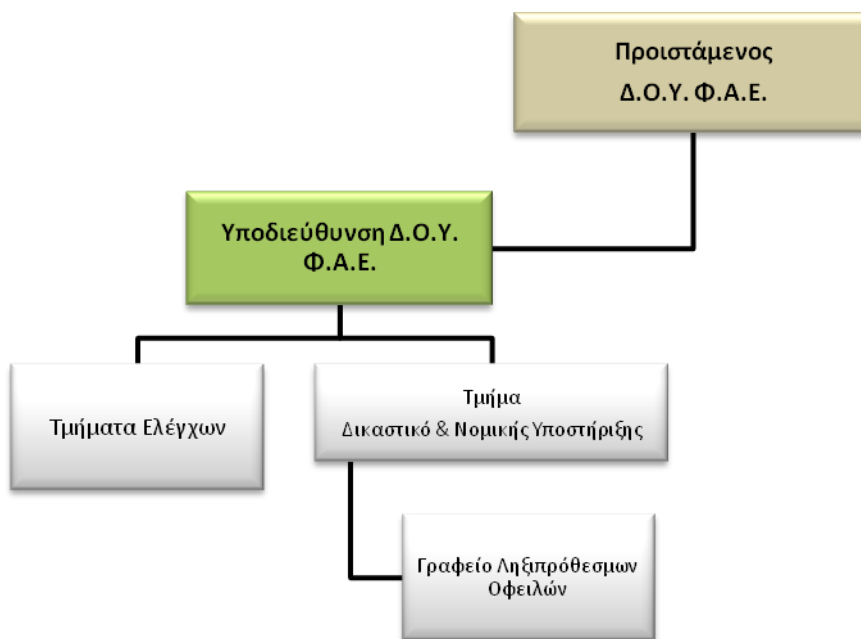 Προιστάμενος
Δ.Ο.Υ. Φ.Α.Ε.
Υποδιεύθυνση Δ.Ο.Υ.
Φ.Α.Ε.
Τμήματα Ελέγχων
Τμήμα
Δικαστικό & Νομικής Υποστήριξης
Γραφείο Ληξιπρόθεσμων
Οφειλών